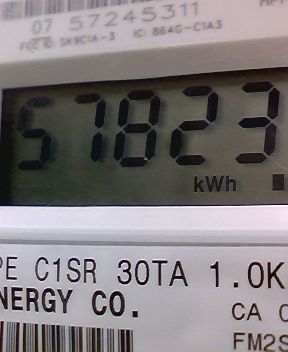 07 57245311
FCC ID: SK9C1A-3 IC: 864G-C1A3
57823
kWh
PE C1SR 30TA 1.0K
NERGY CO.
CA 0
FM2S